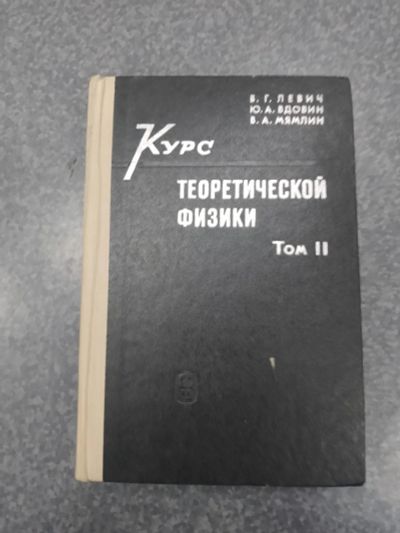 В. Г. ЛЕВИЧ
Ю. А. ВДОВИН
В. А. МЯМЛИН
Курс
ТЕОРЕТИЧЕСКОЙ
ФИЗИКИ
Том II